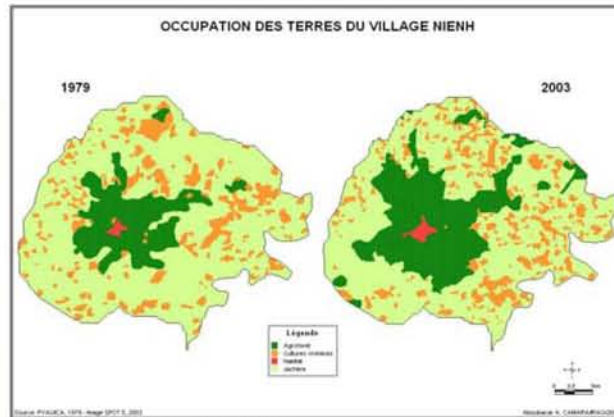 OCCUPATION DES TERRES DU VILLAGE NIENH
1979
2003
Légende
Agroforêt
Cultures vivrières
Habitat
Jachère